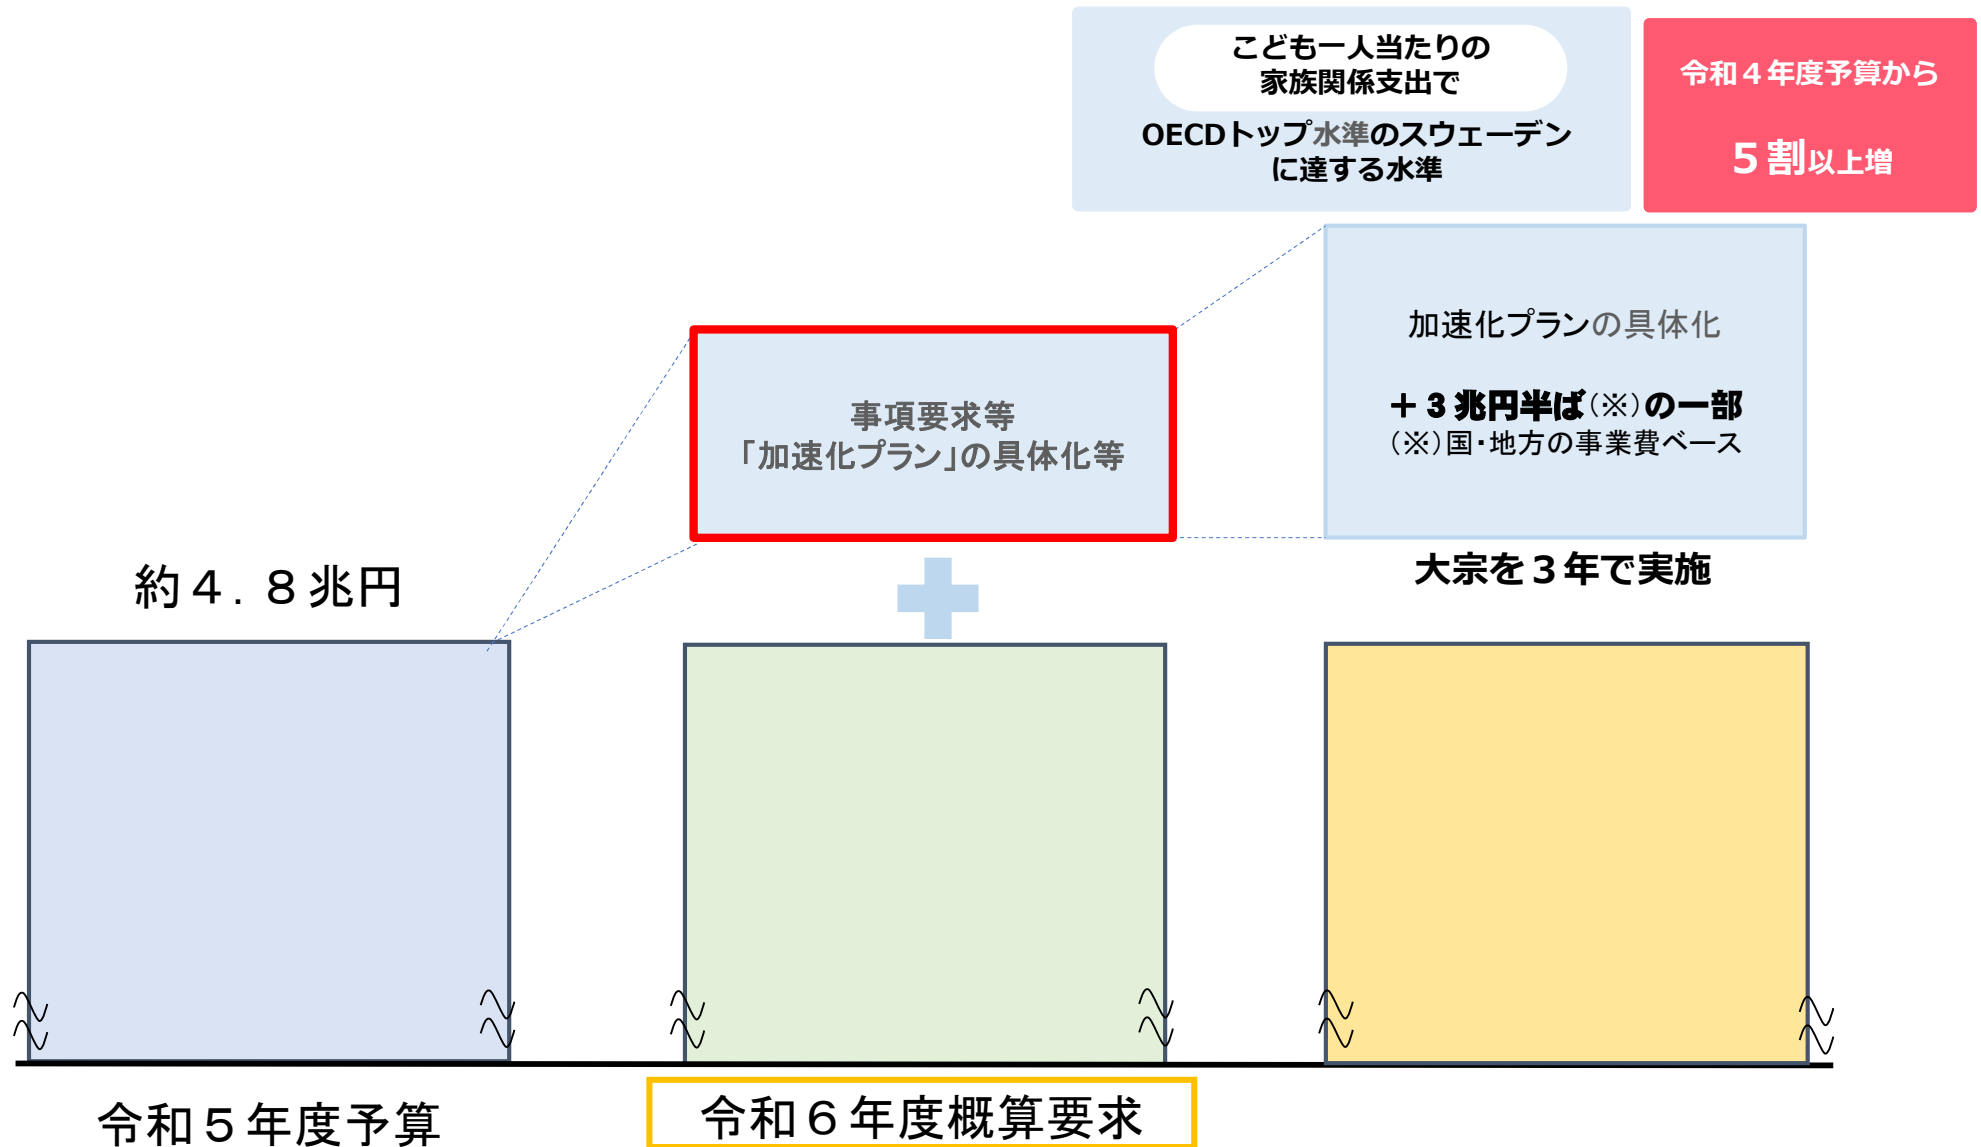 こども一人当たりの
家族関係支出で
OECDトップ水準のスウェーデン
に達する水準
令和４年度予算から
５割以上増
加速化プランの具体化
＋３兆円半ば（※）の一部
（※）国・地方の事業費ベース
事項要求等
「加速化プラン」の具体化等
大宗を３年で実施
約４．８兆円
令和５年度予算
令和６年度概算要求